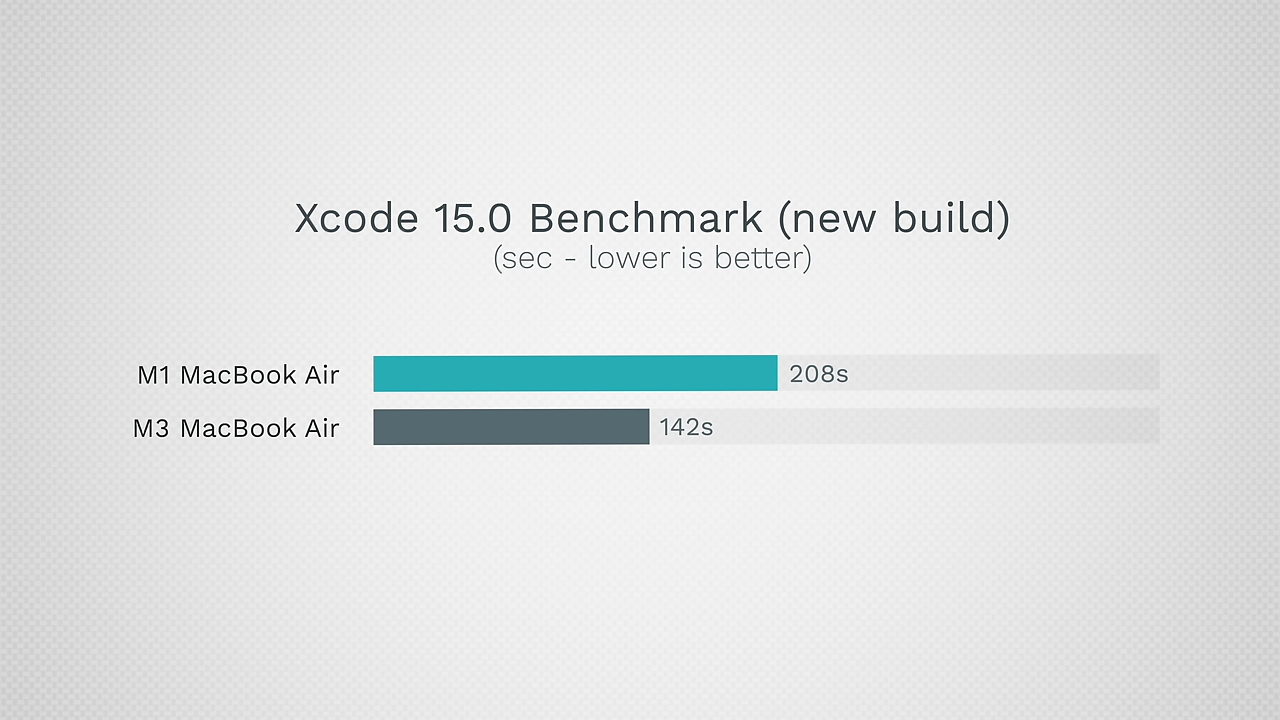 Xcode 15.0 Benchmark (new build)
(sec - lower is better)
M1 MacBook Air 208s
M3 MacBook Air 142s